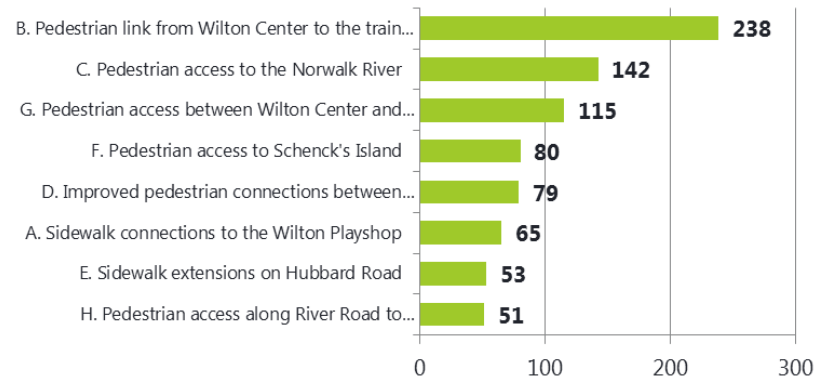 B. Pedestrian link from Wilton Center to the train... 238
C. Pedestrian access to the Norwalk River 142
G. Pedestrian access between Wilton Center and... 115
F. Pedestrian access to Schenck's Island 80
D. Improved pedestrian connections between... 79
A. Sidewalk connections to the Wilton Playshop 65
E. Sidewalk extensions on Hubbard Road 53
H. Pedestrian access along River Road to... 51
0 100 200 300